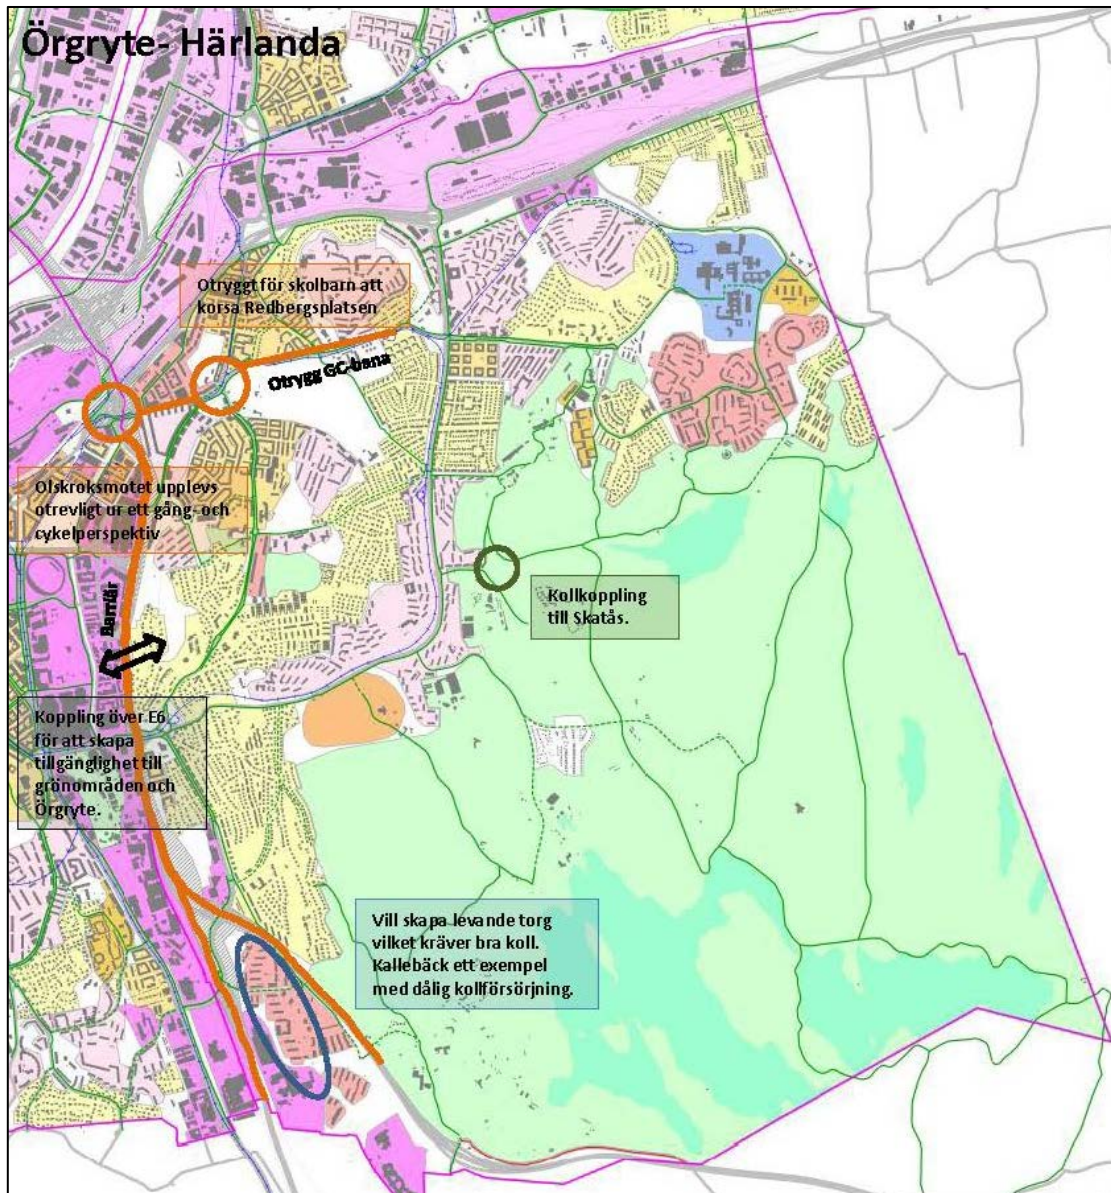 Örgryte- Härlanda
Otryggt för skolbarn att
korsa Redbergsplatsen
Otrygg GC-bana
Olskroksmotet upplevs
otrevligt ur ett gång- och
cykelperspektiv
Barriär
Kollkoppling
till Skatås.
Koppling över E6
för att skapa
tillgänglighet till
grönområden och
Örgryte.
Vill skapa levande torg
vilket kräver bra koll.
Kallebäck ett exempel
med dålig kollförsörjning.